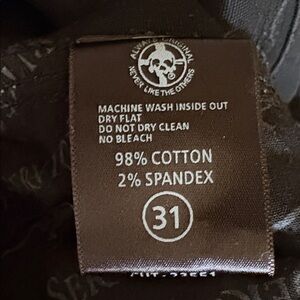 ALWAYS ORIGINAL
NEVER LIKE THE OTHERS
MACHINE WASH INSIDE OUT
DRY FLAT
DO NOT DRY CLEAN
NO BLEACH
98% COTTON
2% SPANDEX
31